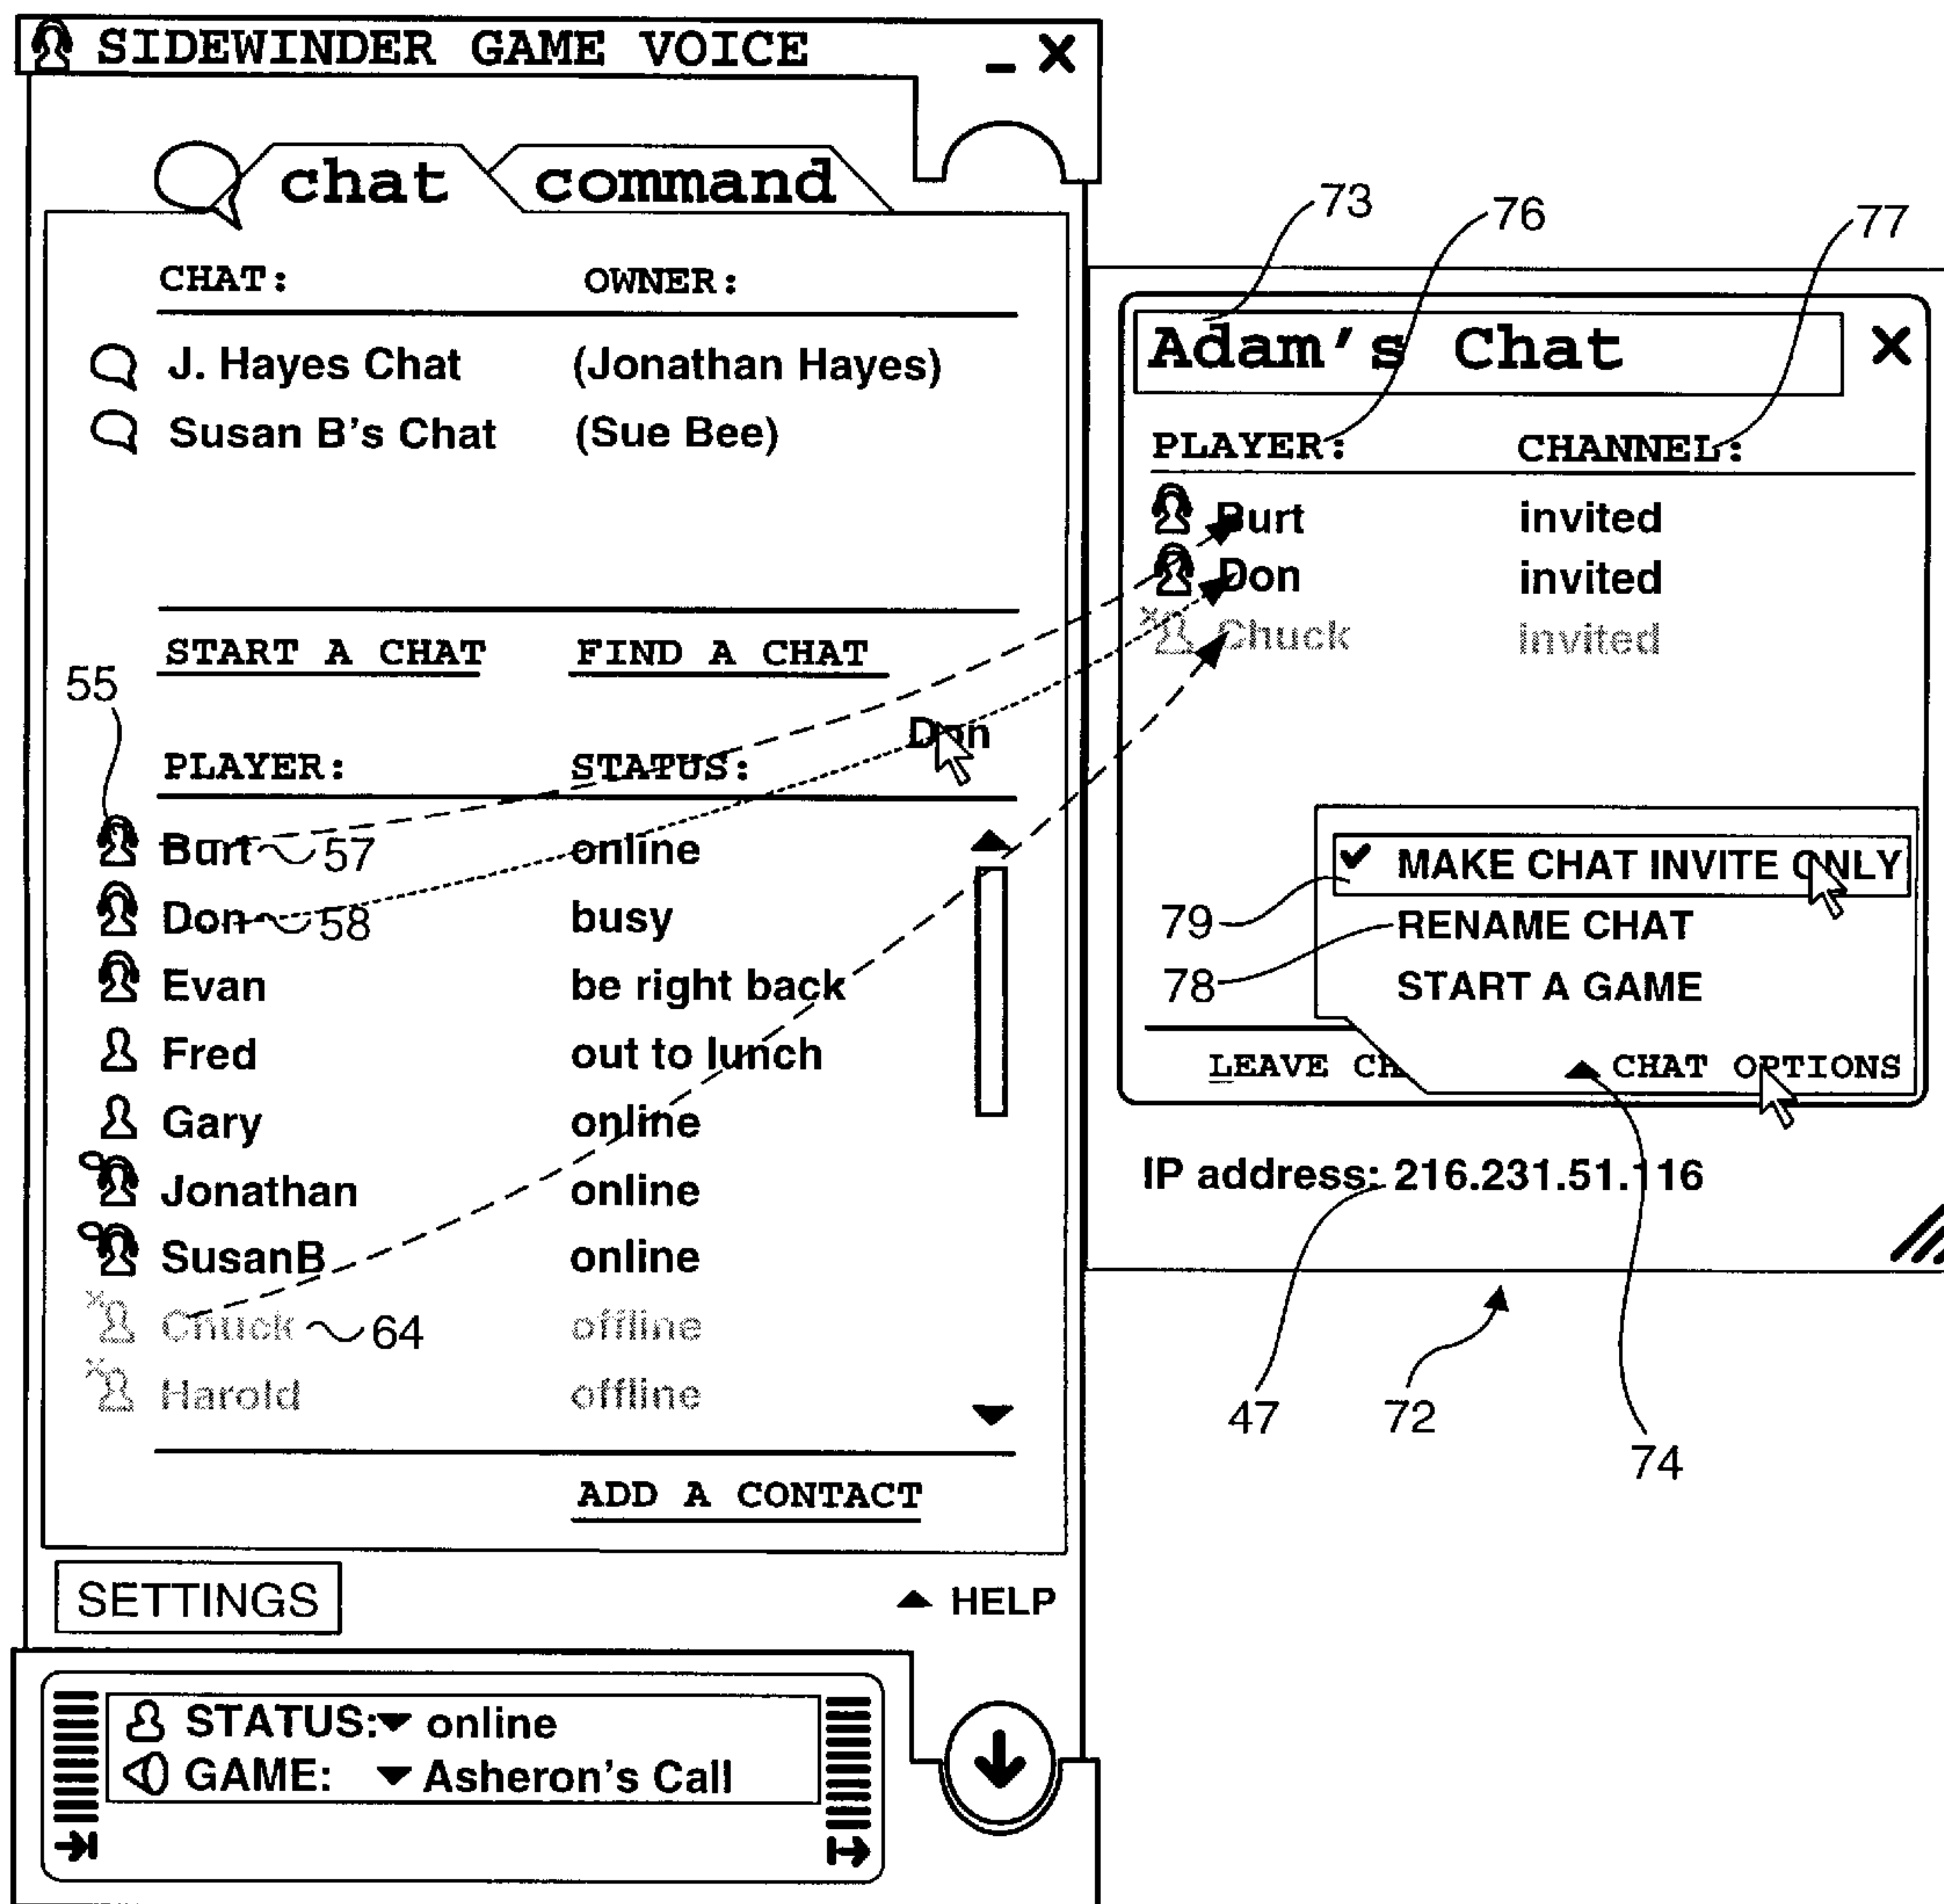 SIDEWINDER GAME VOICE
chat command
CHAT: OWNER:
J. Hayes Chat (Jonathan Hayes)
Susan B's Chat (Sue Bee)
START A CHAT FIND A CHAT
55
Don
PLAYER: STATUS:
Burt 57 online
Don 58 busy
Evan be right back
Fred out to lunch
Gary online
Jonathan online
SusanB online
Chuck 64 offline
Harold offline
ADD A CONTACT
SETTINGS HELP
STATUS: online
GAME: Asheron's Call
73 76 77
Adam's Chat
PLAYER: CHANNEL:
Burt invited
Don invited
Chuck invited
MAKE CHAT INVITE ONLY
79 RENAME CHAT
78 START A GAME
LEAVE CH CHAT OPTIONS
IP address: 216.231.51.116
47 72 74